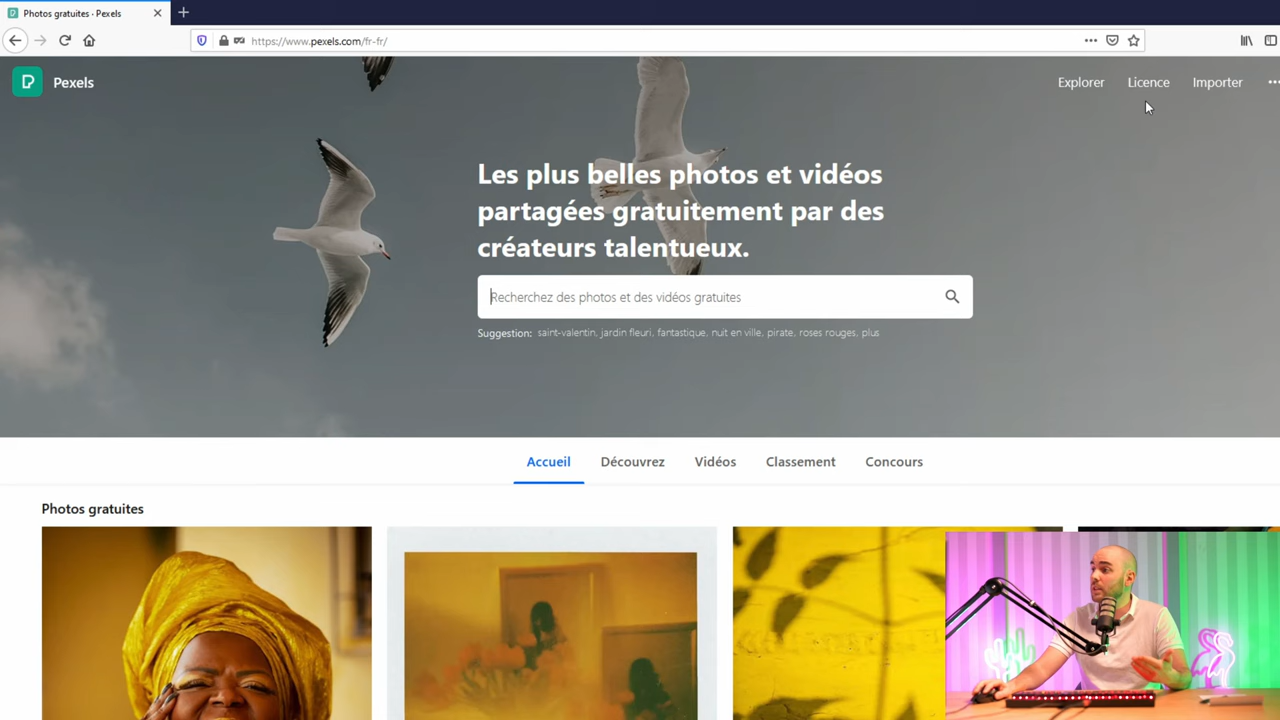 Photos gratuites · Pexels
https://www.pexels.com/fr-fr/
Pexels
Explorer
Licence
Importer
Les plus belles photos et vidéos
partagées gratuitement par des
créateurs talentueux.
Recherchez des photos et des vidéos gratuites
Suggestion: saint-valentin, jardin fleuri, fantastique, nuit en ville, pirate, roses rouges, plus
Accueil
Découvrez
Vidéos
Classement
Concours
Photos gratuites